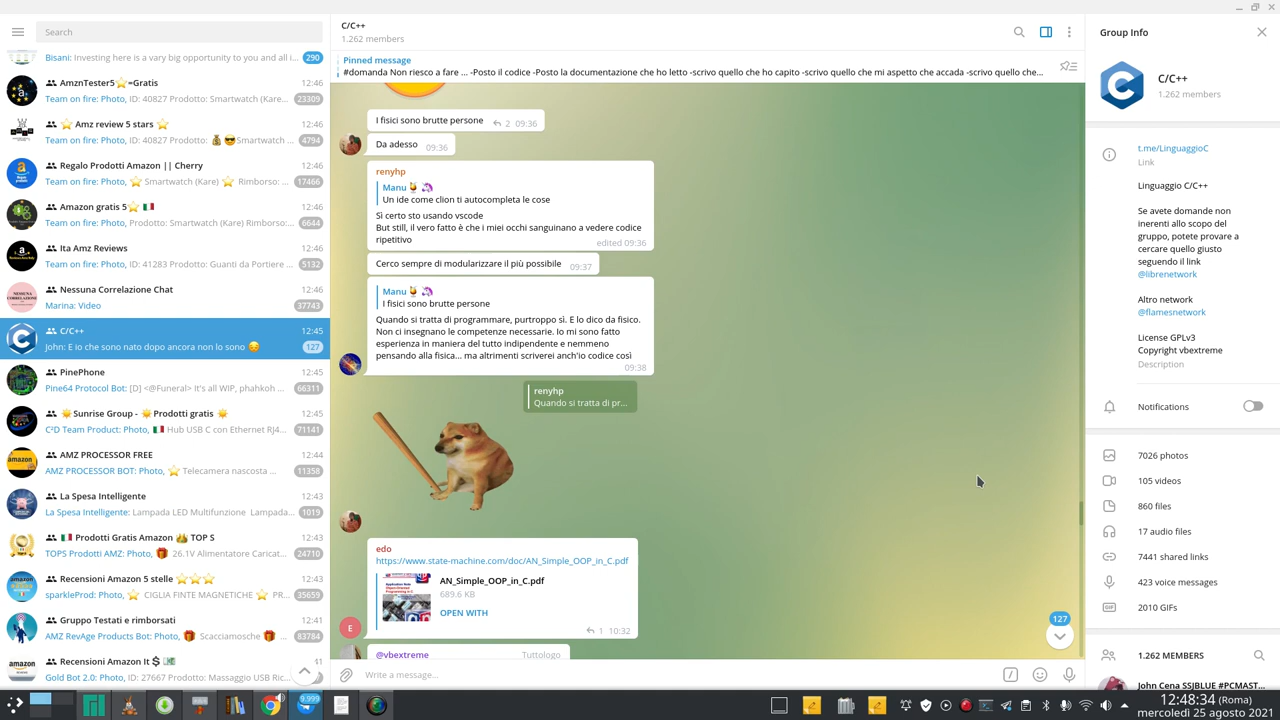 Search
Bisani: Investing here is a vary big opportunity to you and all i ...
290
AmznTester5⭐=Gratis
12:46
Team on fire: Photo, ID: 40827 Prodotto: Smartwatch (Kare...
23309
⭐ Amz review 5 stars ⭐
12:46
Team on fire: Photo, ID: 40827 Prodotto: 💰 😎Smartwatch ...
4794
Regalo Prodotti Amazon || Cherry
12:46
Team on fire: Photo, ⭐ Smartwatch (Kare) ⭐ Rimborso: ...
17466
Amazon gratis 5⭐ 🇮🇹
12:46
Team on fire: Photo, Prodotto: Smartwatch (Kare) Rimborso:...
6644
Ita Amz Reviews
12:46
Team on fire: Photo, ID: 41283 Prodotto: Guanti da Portiere ...
5132
Nessuna Correlazione Chat
12:46
Marina: Video
37743
C/C++
12:45
John: E io che sono nato dopo ancora non lo sono 😔
127
PinePhone
12:45
Pine64 Protocol Bot: [D] <@Funeral> It's all WIP, phahkoh ...
66311
☀️Sunrise Group - ☀️Prodotti gratis ☀️
12:45
C²D Team Product: Photo, 🇮🇹 Hub USB C con Ethernet RJ4...
71141
AMZ PROCESSOR FREE
12:44
AMZ PROCESSOR BOT: Photo, ⭐ Telecamera nascosta ...
11358
La Spesa Intelligente
12:43
La Spesa Intelligente: Lampada LED Multifunzione Lampada...
1019
🇮🇹 Prodotti Gratis Amazon 👍 TOP S
12:43
TOPS Prodotti AMZ: Photo, 🎁 26.1V Alimentatore Caricat...
24710
Recensioni Amazon 5 stelle ⭐⭐⭐
12:43
sparkleProd: Photo, ⭐ CIGLIA FINTE MAGNETICHE ⭐ PR...
35659
Gruppo Testati e rimborsati
12:41
AMZ RevAge Products Bot: Photo, 🎁 Scacciamosche 🎁 ...
83784
Recensioni Amazon It $ 💵
Gold Bot 2.0: Photo, ID: 27667 Prodotto: Massaggio USB Ric...
C/C++
1.262 members
Pinned message
#domanda Non riesco a fare ... -Posto il codice -Posto la documentazione che ho letto -scrivo quello che ho capito -scrivo quello che mi aspetto che accada -scrivo quello che...
I fisici sono brutte persone
2 09:36
Da adesso 09:36
renyhp
Manu 🐓 🦄
Un ide come clion ti autocompleta le cose
Sì certo sto usando vscode
But still, il vero fatto è che i miei occhi sanguinano a vedere codice
ripetitivo
edited 09:36
Cerco sempre di modularizzare il più possibile 09:37
Manu 🐓 🦄
I fisici sono brutte persone
Quando si tratta di programmare, purtroppo sì. E lo dico da fisico.
Non ci insegnano le competenze necessarie. Io mi sono fatto
esperienza in maniera del tutto indipendente e nemmeno
pensando alla fisica... ma altrimenti scriverei anch'io codice così
09:38
renyhp
Quando si tratta di pr...
edo
https://www.state-machine.com/doc/AN_Simple_OOP_in_C.pdf
AN_Simple_OOP_in_C.pdf
689.6 KB
OPEN WITH
1 10:32
E
@vbextreme
Tuttologo
127
Write a message...
Group Info
C/C++
1.262 members
t.me/LinguaggioC
Link
Linguaggio C/C++
Se avete domande non
inerenti allo scopo del
gruppo, potete provare a
cercare quello giusto
seguendo il link
@librenetwork
Altro network
@flamesnetwork
License GPLv3
Copyright vbextreme
Description
Notifications
7026 photos
105 videos
860 files
17 audio files
7441 shared links
423 voice messages
2010 GIFs
1.262 MEMBERS
John Cena SSJBLUE #PCMAST...
9.999
12:48:34 (Roma)
mercoledì 25 agosto 2021